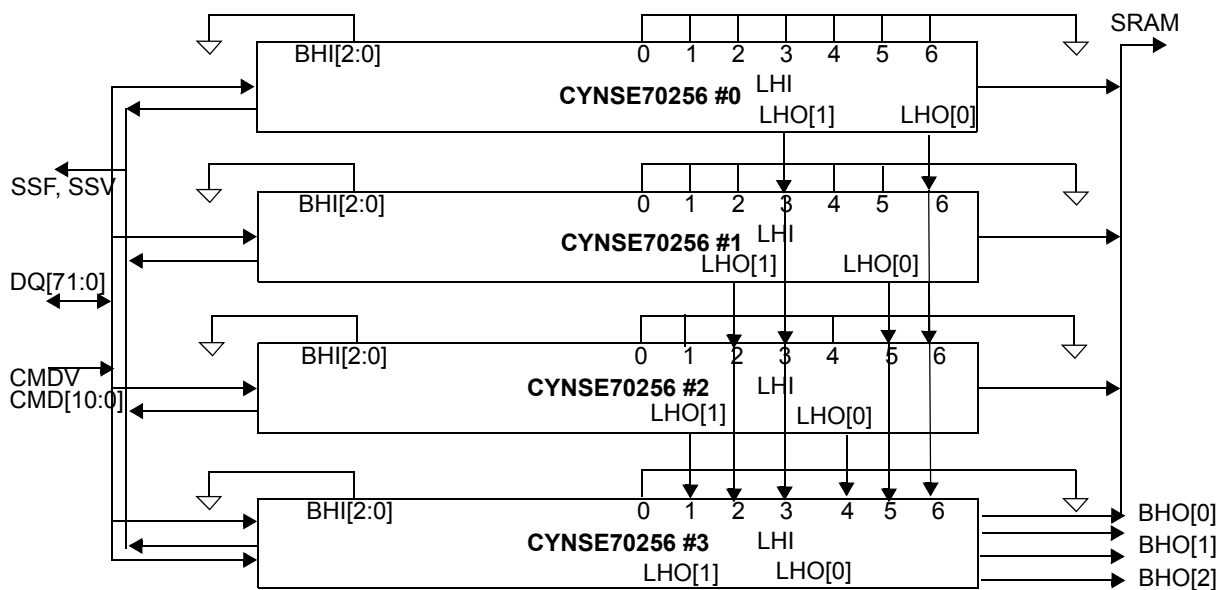 SRAM
BHI[2:0] 0 1 2 3 4 5 6
LHI
CYNSE70256 #0
LHO[1] LHO[0]
SSF, SSV
BHI[2:0] 0 1 2 3 4 5 6
CYNSE70256 #1 LHI
LHO[1] LHO[0]
DQ[71:0]
BHI[2:0] 0 1 2 3 4 5 6
CMDV
CYNSE70256 #2 LHI
CMD[10:0]
LHO[1] LHO[0]
BHI[2:0] 0 1 2 3 4 5 6
BHO[0]
CYNSE70256 #3 LHI
BHO[1]
LHO[1] LHO[0]
BHO[2]